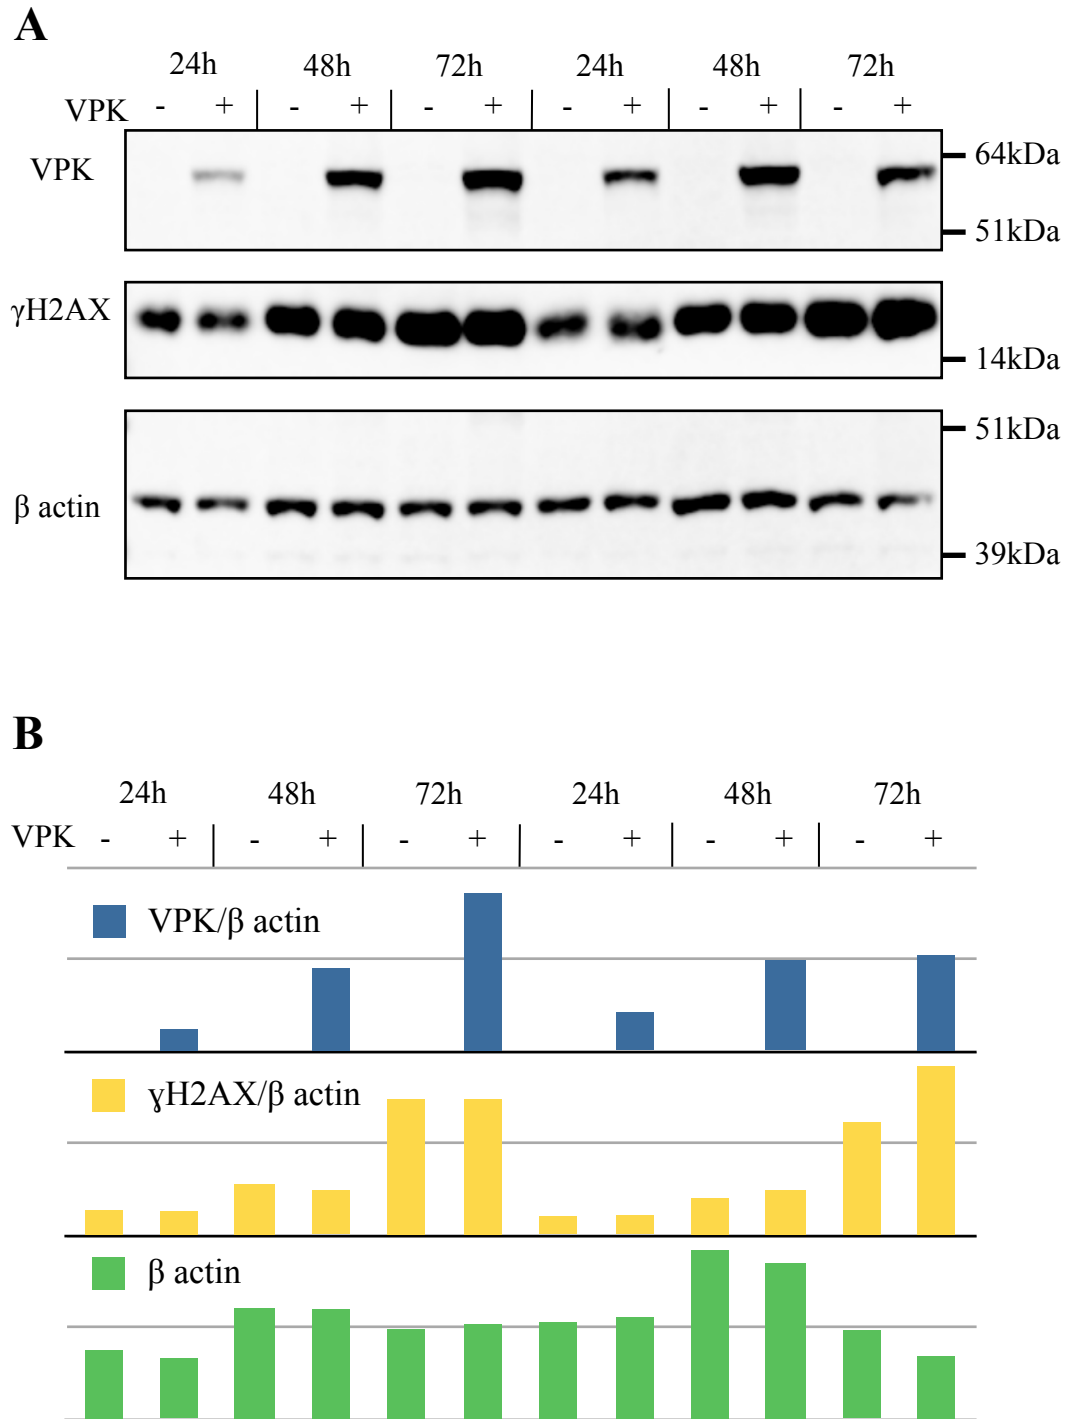 A
24h 48h 72h 24h 48h 72h
VPK - + - + - + - + - + - +
VPK
64kDa
51kDa
γH2AX
14kDa
51kDa
β actin
39kDa
B
24h 48h 72h 24h 48h 72h
VPK - + - + - + - + - + - +
VPK/β actin
ɣH2AX/β actin
β actin